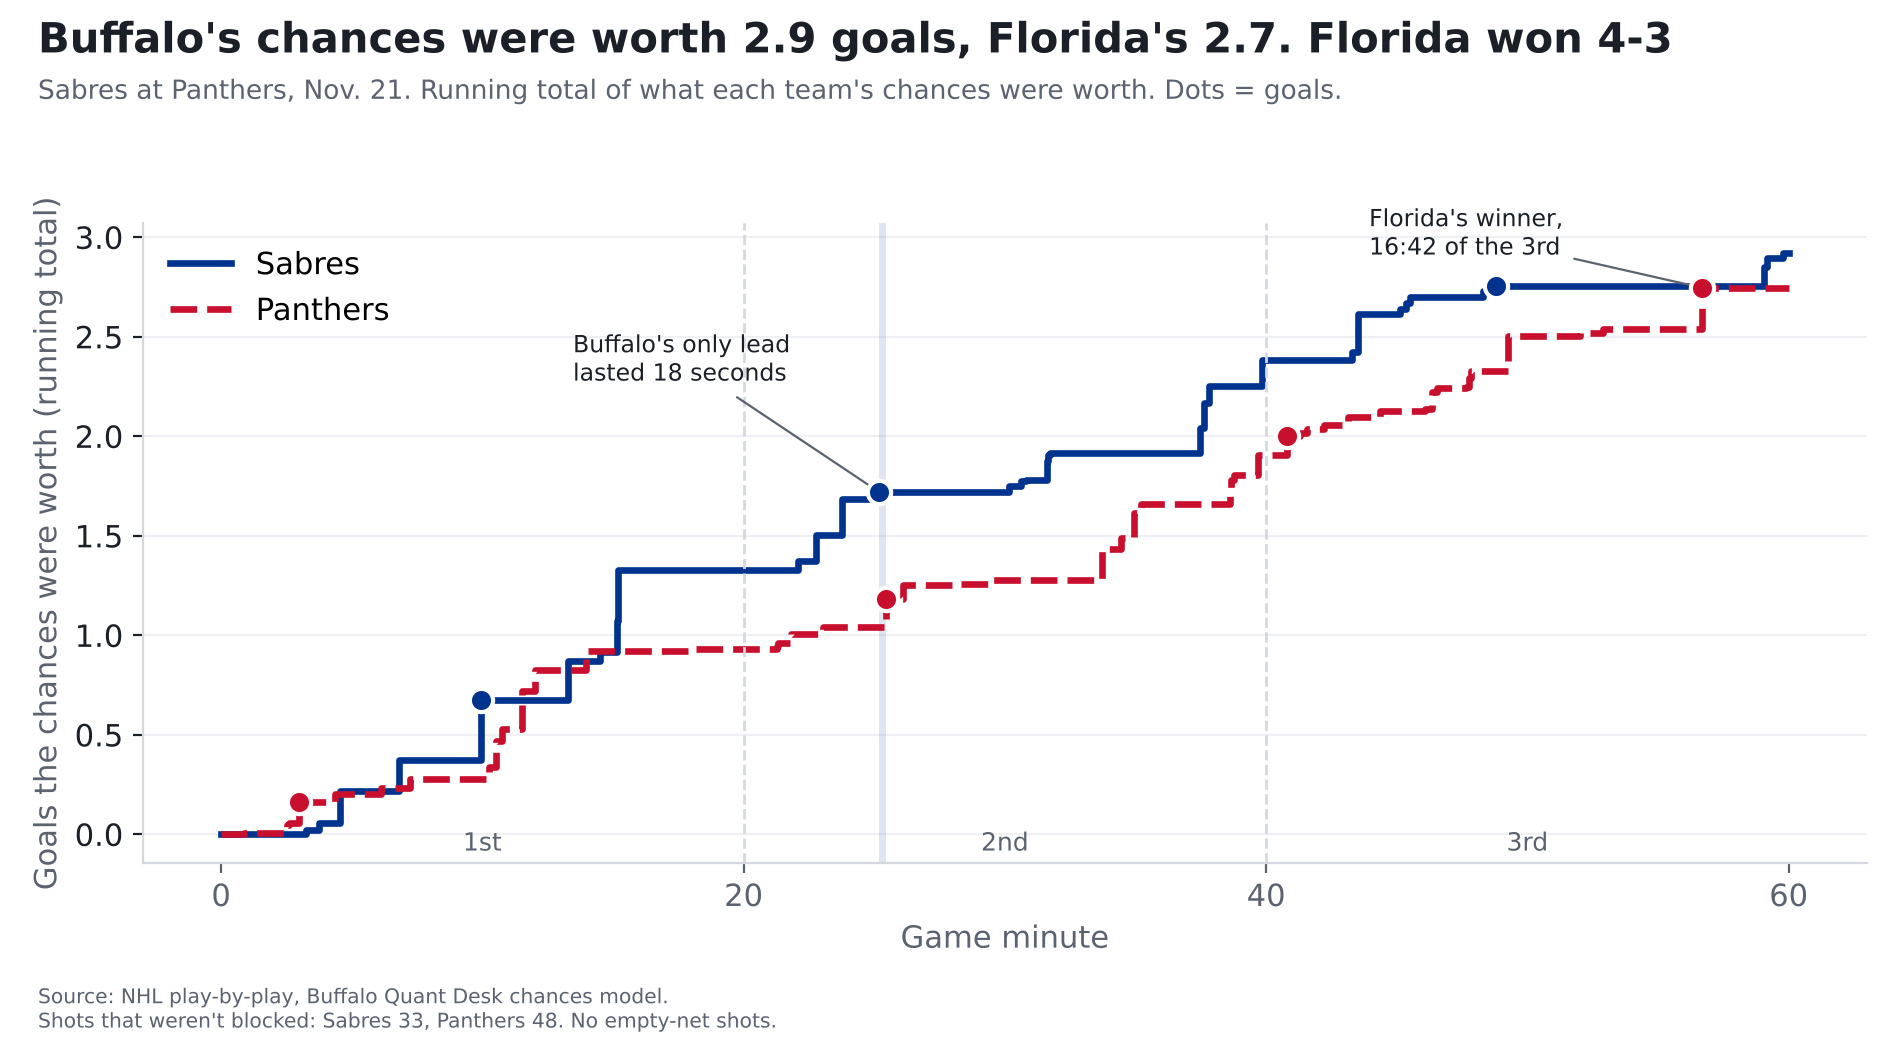 Buffalo's chances were worth 2.9 goals, Florida's 2.7. Florida won 4-3
Sabres at Panthers, Nov. 21. Running total of what each team's chances were worth. Dots = goals.
Goals the chances were worth (running total)
3.0
2.5
2.0
1.5
1.0
0.5
0.0
Sabres
Panthers
Buffalo's only lead
lasted 18 seconds
Florida's winner,
16:42 of the 3rd
1st
2nd
3rd
0
20
40
60
Game minute
Source: NHL play-by-play, Buffalo Quant Desk chances model.
Shots that weren't blocked: Sabres 33, Panthers 48. No empty-net shots.